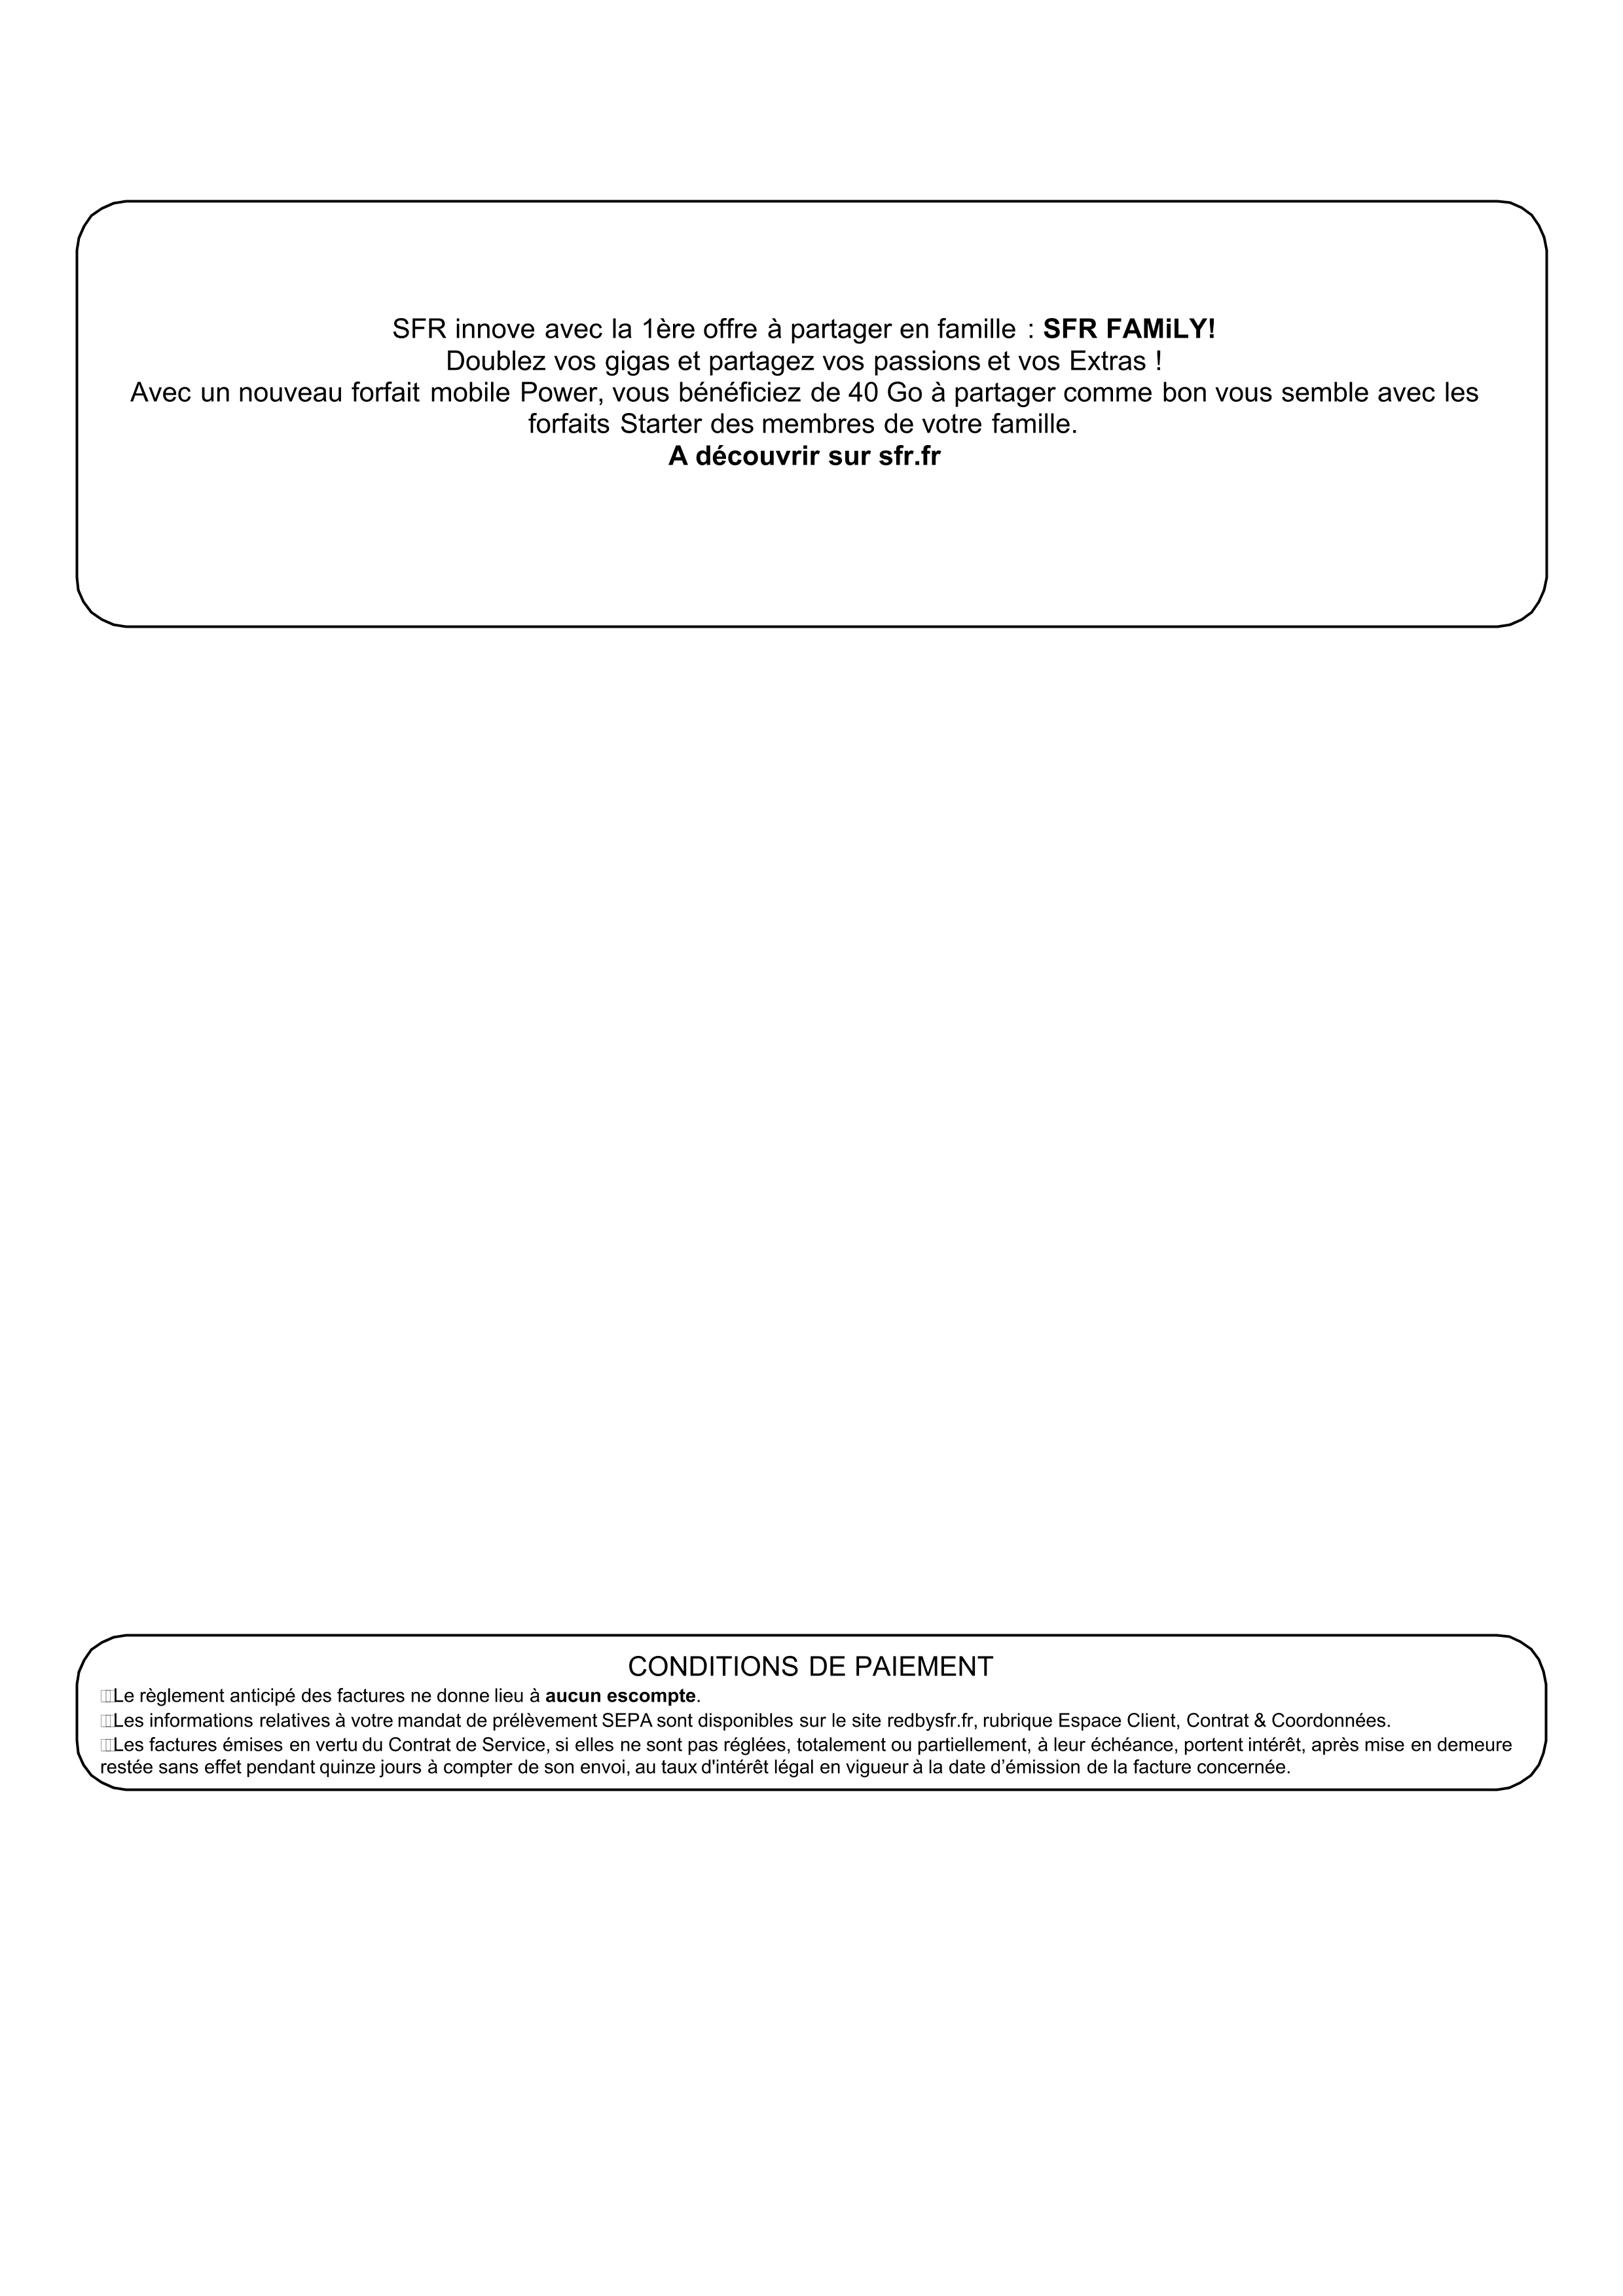 SFR innove avec la 1ère offre à partager en famille : SFR FAMiLY!
Doublez vos gigas et partagez vos passions et vos Extras !
Avec un nouveau forfait mobile Power, vous bénéficiez de 40 Go à partager comme bon vous semble avec les
forfaits Starter des membres de votre famille.
A découvrir sur sfr.fr
CONDITIONS DE PAIEMENT
Le règlement anticipé des factures ne donne lieu à aucun escompte.
Les informations relatives à votre mandat de prélèvement SEPA sont disponibles sur le site redbysfr.fr, rubrique Espace Client, Contrat & Coordonnées.
Les factures émises en vertu du Contrat de Service, si elles ne sont pas réglées, totalement ou partiellement, à leur échéance, portent intérêt, après mise en demeure
restée sans effet pendant quinze jours à compter de son envoi, au taux d'intérêt légal en vigueur à la date d’émission de la facture concernée.